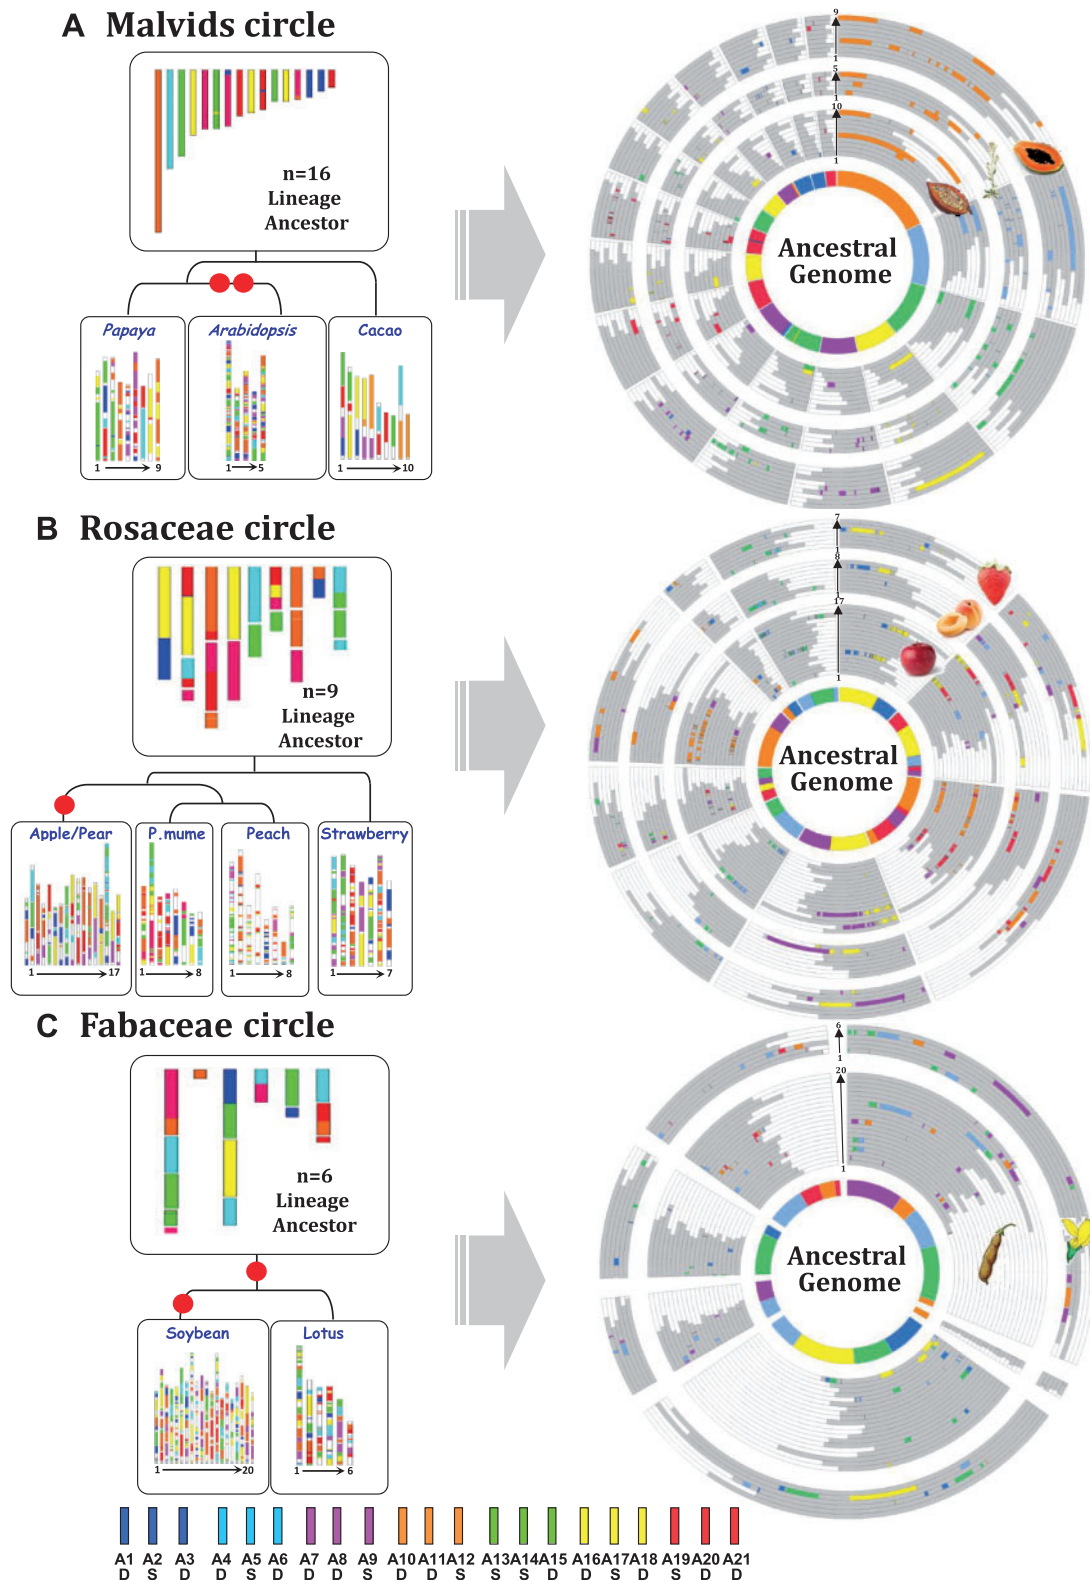 A Malvids circle
n=16
Lineage
Ancestor
Papaya
Arabidopsis
Cacao
1 9
1 5
1 10
9
1
5
1
10
1
Ancestral
Genome
B Rosaceae circle
n=9
Lineage
Ancestor
Apple/Pear
P.mume
Peach
Strawberry
1 17
1 8
1 8
1 7
7
1
8
1
17
1
Ancestral
Genome
C Fabaceae circle
n=6
Lineage
Ancestor
Soybean
Lotus
1 20
1 6
6
1
20
1
Ancestral
Genome
A1 A2 A3 A4 A5 A6 A7 A8 A9 A10 A11 A12 A13 A14 A15 A16 A17 A18 A19 A20 A21
D S D D S D D D S D D S S S D D S D S D D